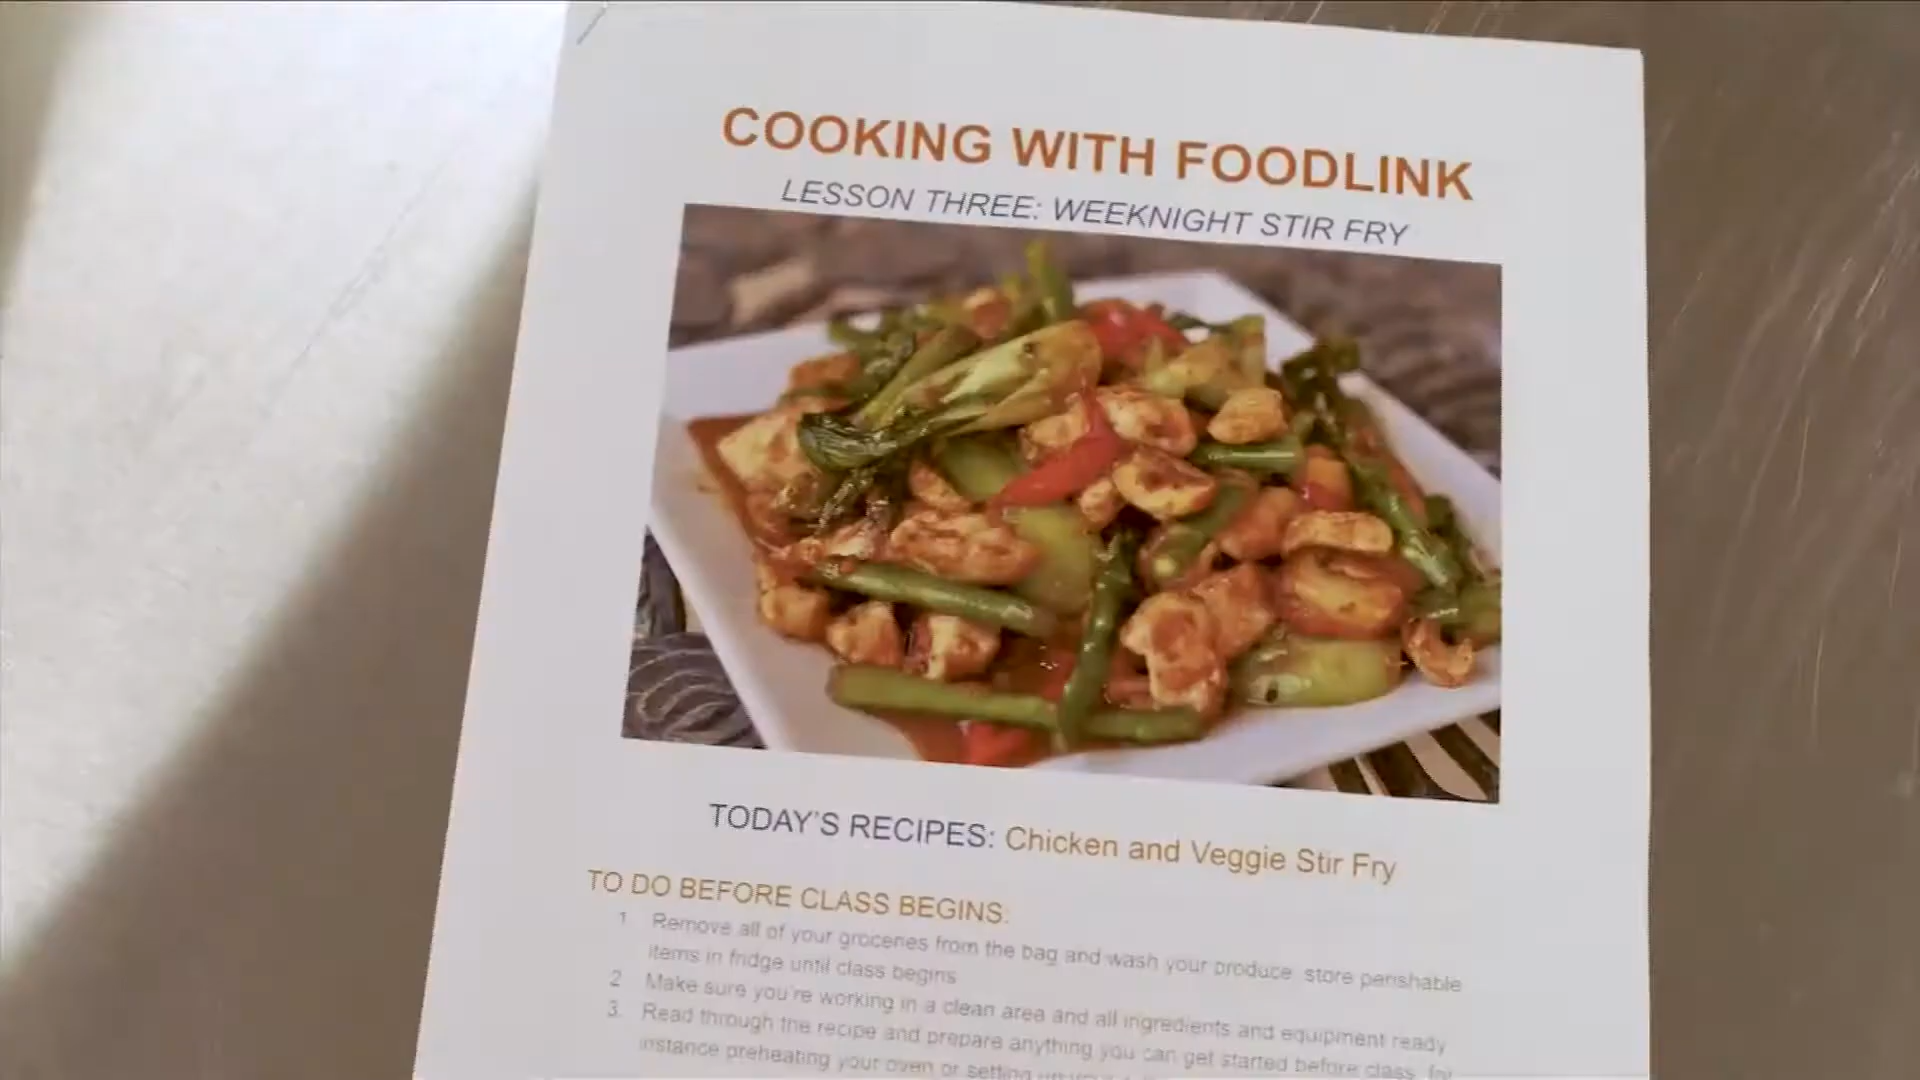 COOKING WITH FOODLINK
LESSON THREE: WEEKNIGHT STIR FRY
TODAY'S RECIPES: Chicken and Veggie Stir Fry
TO DO BEFORE CLASS BEGINS:
1. Remove all of your groceries from the bag and wash your produce, store perishable
items in fridge until class begins
2 Make sure you're working in a clean area and all ingredients and equipment ready
3. Read through the recipe and prepare anything you can get started before class, for
instance preheating your oven or setting up your